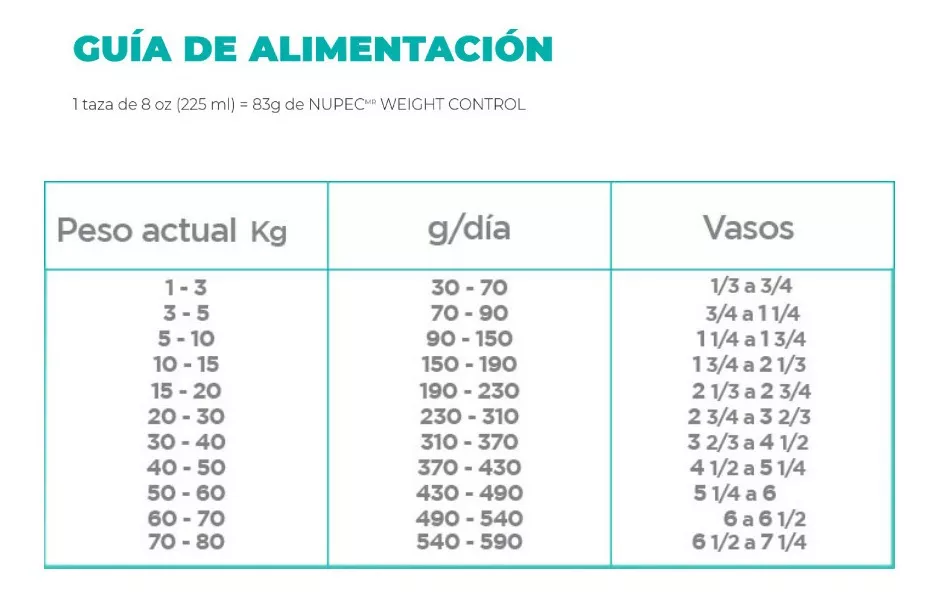 GUÍA DE ALIMENTACIÓN
1 taza de 8 oz (225 ml) = 83g de NUPECᴹᴿ WEIGHT CONTROL
Peso actual Kg g/día Vasos
1 - 3 30 - 70 1/3 a 3/4
3 - 5 70 - 90 3/4 a 1 1/4
5 - 10 90 - 150 1 1/4 a 1 3/4
10 - 15 150 - 190 1 3/4 a 2 1/3
15 - 20 190 - 230 2 1/3 a 2 3/4
20 - 30 230 - 310 2 3/4 a 3 2/3
30 - 40 310 - 370 3 2/3 a 4 1/2
40 - 50 370 - 430 4 1/2 a 5 1/4
50 - 60 430 - 490 5 1/4 a 6
60 - 70 490 - 540 6 a 6 1/2
70 - 80 540 - 590 6 1/2 a 7 1/4